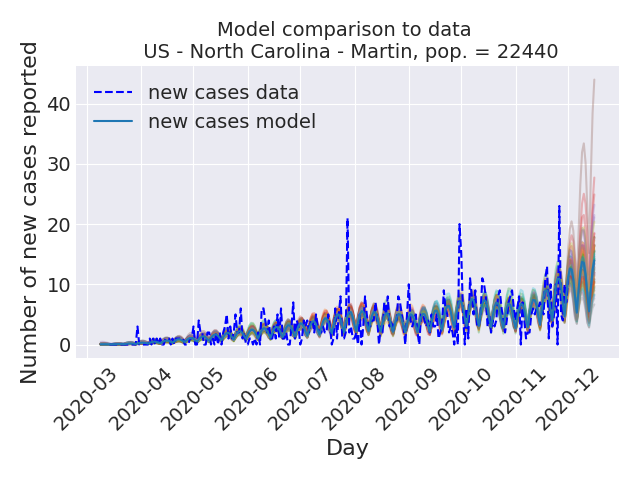 Model comparison to data
US - North Carolina - Martin, pop. = 22440
new cases data
new cases model
Number of new cases reported
40
30
20
10
0
2020-03
2020-04
2020-05
2020-06
2020-07
2020-08
2020-09
2020-10
2020-11
2020-12
Day